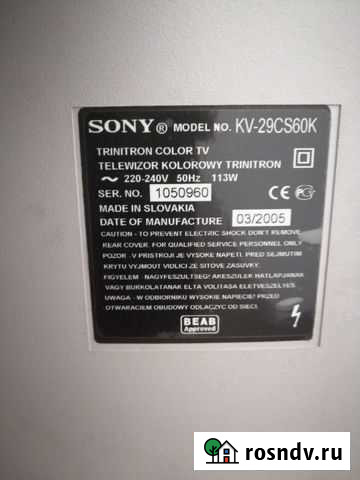 SONY® MODEL NO. KV-29CS60K
TRINITRON COLOR TV
TELEWIZOR KOLOROWY TRINITRON
～ 220-240V 50Hz 113W
SER. NO. 1050960 CE PC
MADE IN SLOVAKIA
DATE OF MANUFACTURE 03/2005
CAUTION - TO PREVENT ELECTRIC SHOCK DON'T REMOVE
REAR COVER. FOR QUALIFIED SERVICE PERSONNEL ONLY
POZOR - V PRISTROJI JE VYSOKE NAPETI. PRED SEJMUTIM
KRYTU VYJMOUT VIDLICI ZE SITOVE ZASUVKY.
FIGYELEM - NAGYFESZULTSEG! AKESZULEK HATLAPJANAK
VAGY BURKOLATANAK ELTA VOLITASA ELETVESZELYES
UWAGA - W ODBIORNIKU WYSOKIE NAPIECIE! PRZED
OTWARCIEM OBUDOWY ODLACZYC OD SIECI.
BEAB
Approved
rosndv.ru